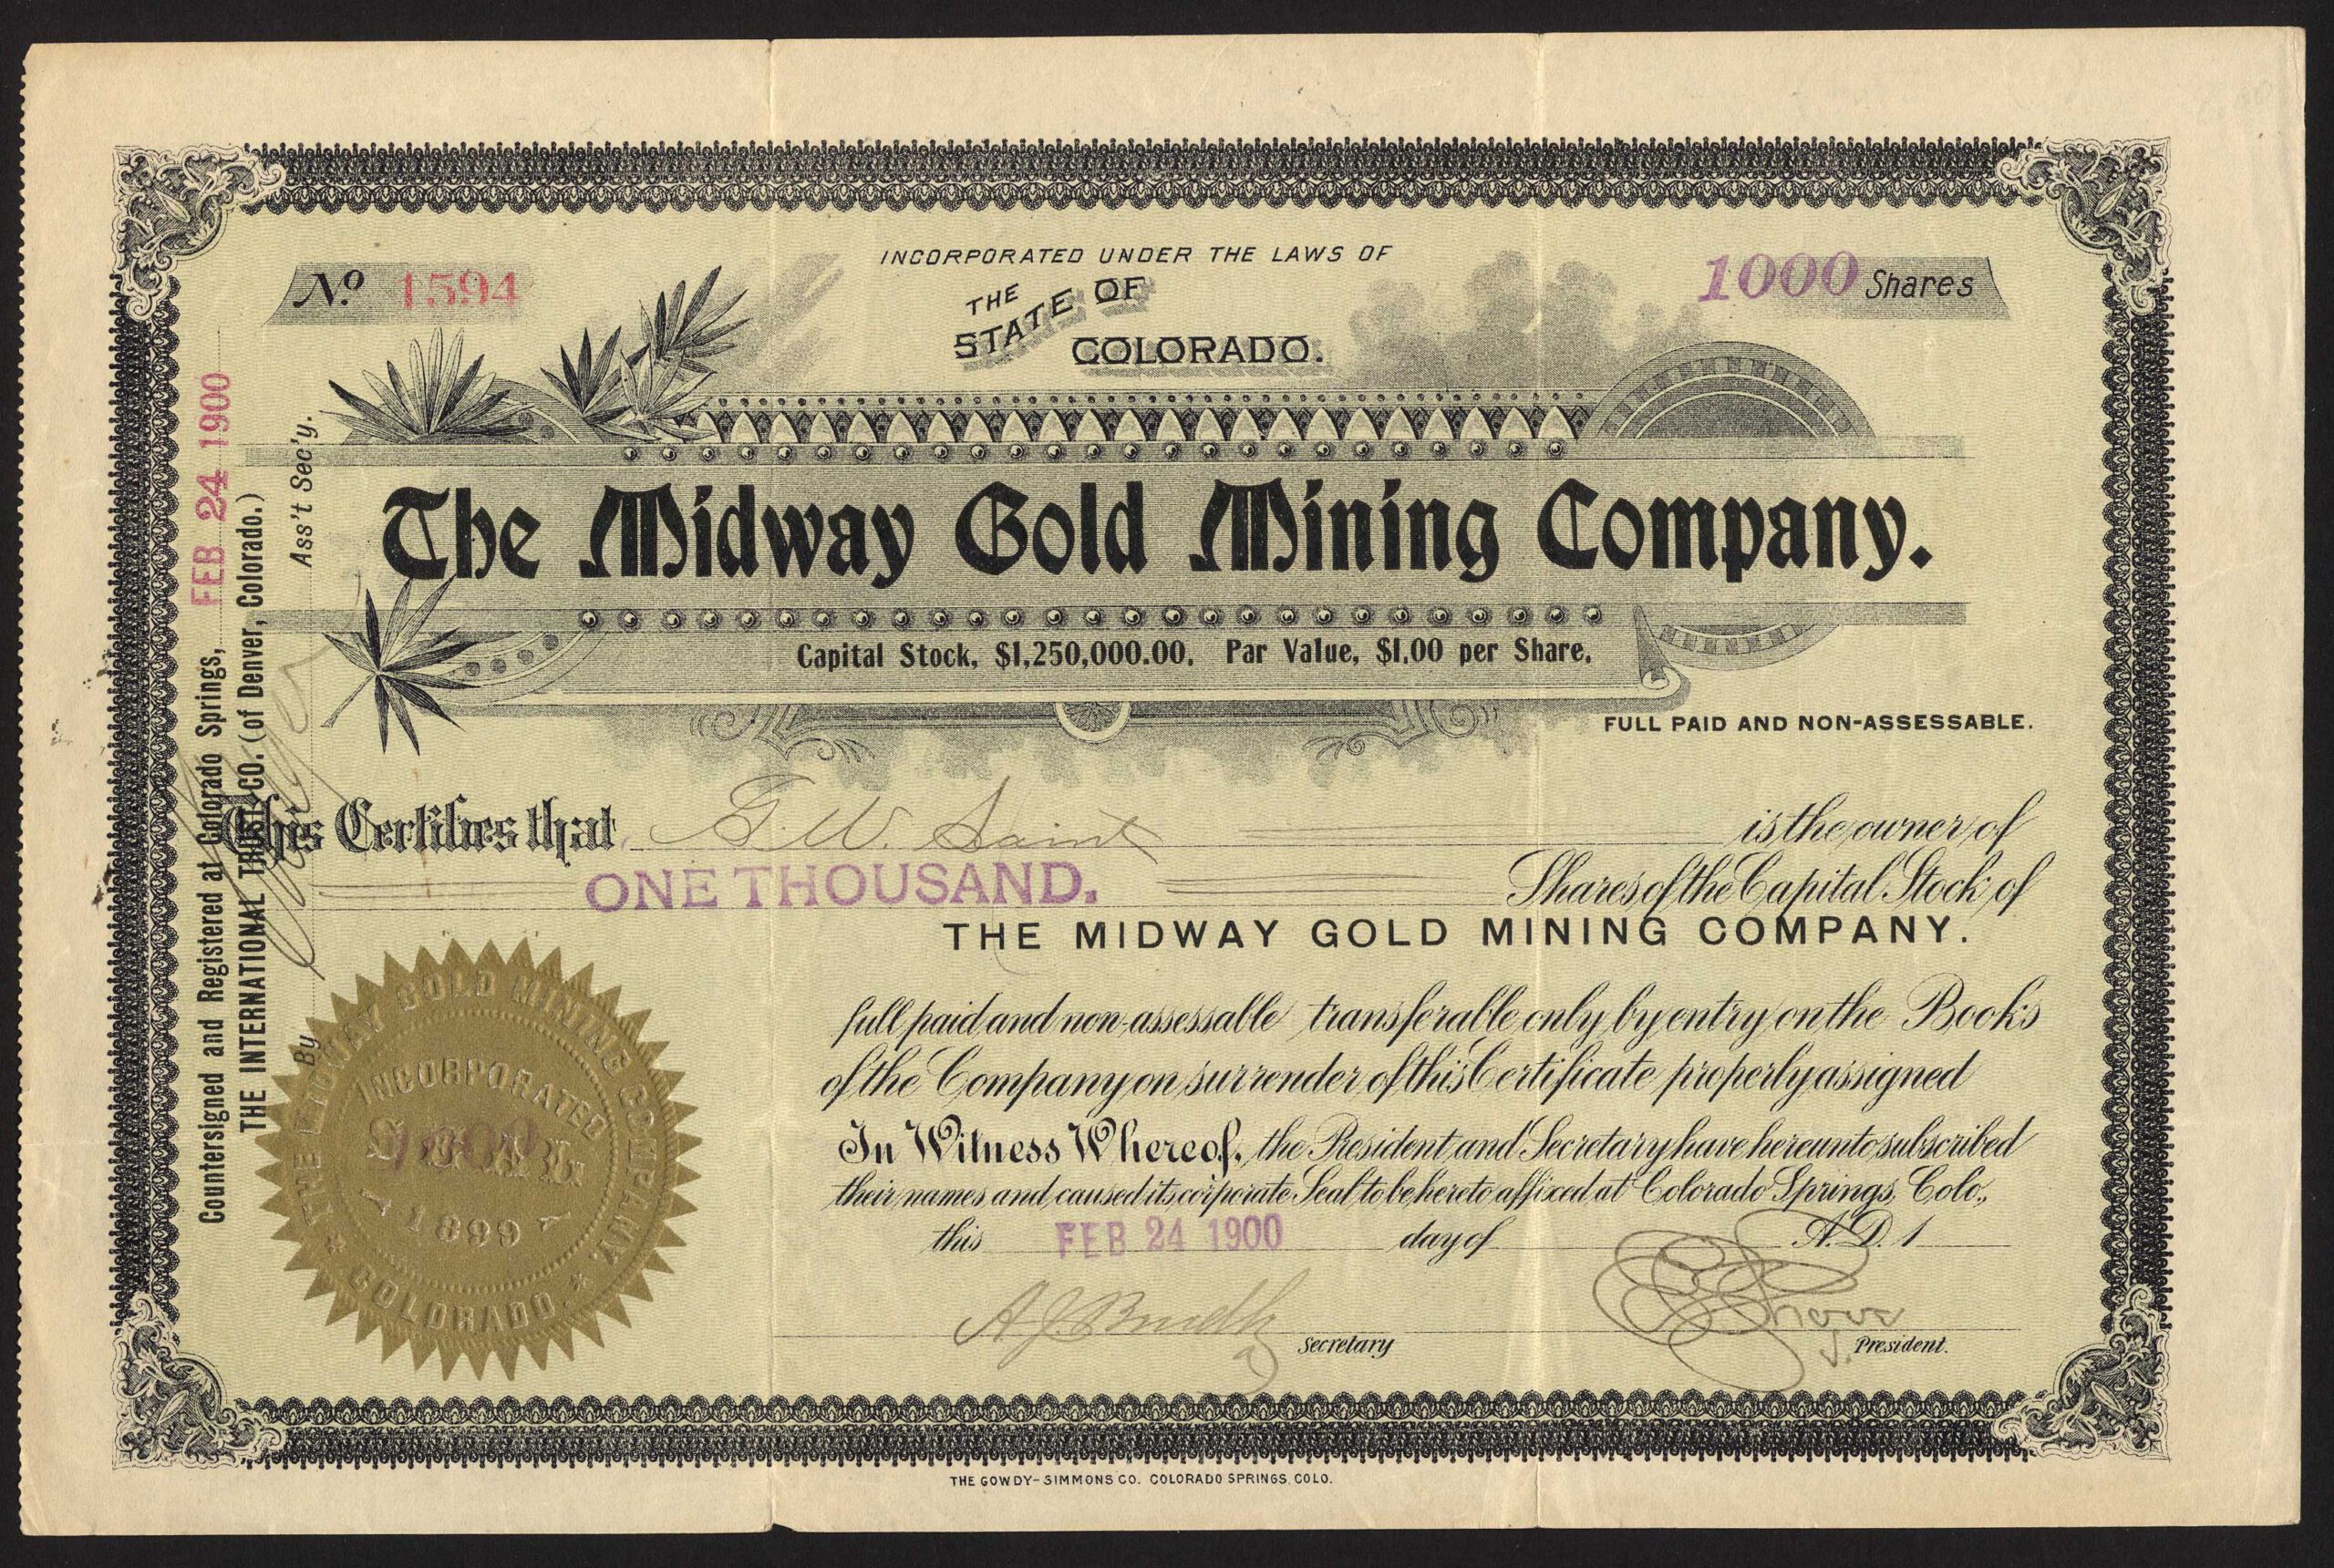 INCORPORATED UNDER THE LAWS OF
THE
STATE OF
COLORADO.
No. 1594
1000 Shares
The Midway Gold Mining Company.
Capital Stock, $1,250,000.00. Par Value, $1.00 per Share.
FULL PAID AND NON-ASSESSABLE.
This Certifies that G. W. Saint is the owner of
ONE THOUSAND. Shares of the Capital Stock of
THE MIDWAY GOLD MINING COMPANY.
full paid and non-assessable transferable only by entry on the Books
of the Company on surrender of this Certificate properly assigned
In Witness Whereof, the President and Secretary have hereunto subscribed
their names and caused its corporate Seal to be hereto affixed at Colorado Springs, Colo.,
this FEB 24 1900 day of A.D. 1
A. J. Secretary
Shove President.
Countersigned and Registered at Colorado Springs, FEB 24 1900
THE INTERNATIONAL TRUST CO. (of Denver, Colorado.)
By Ass't Sec'y.
THE MIDWAY GOLD MINING COMPANY.
INCORPORATED
SEAL
1899
* COLORADO. *
THE GOWDY-SIMMONS CO. COLORADO SPRINGS, COLO.